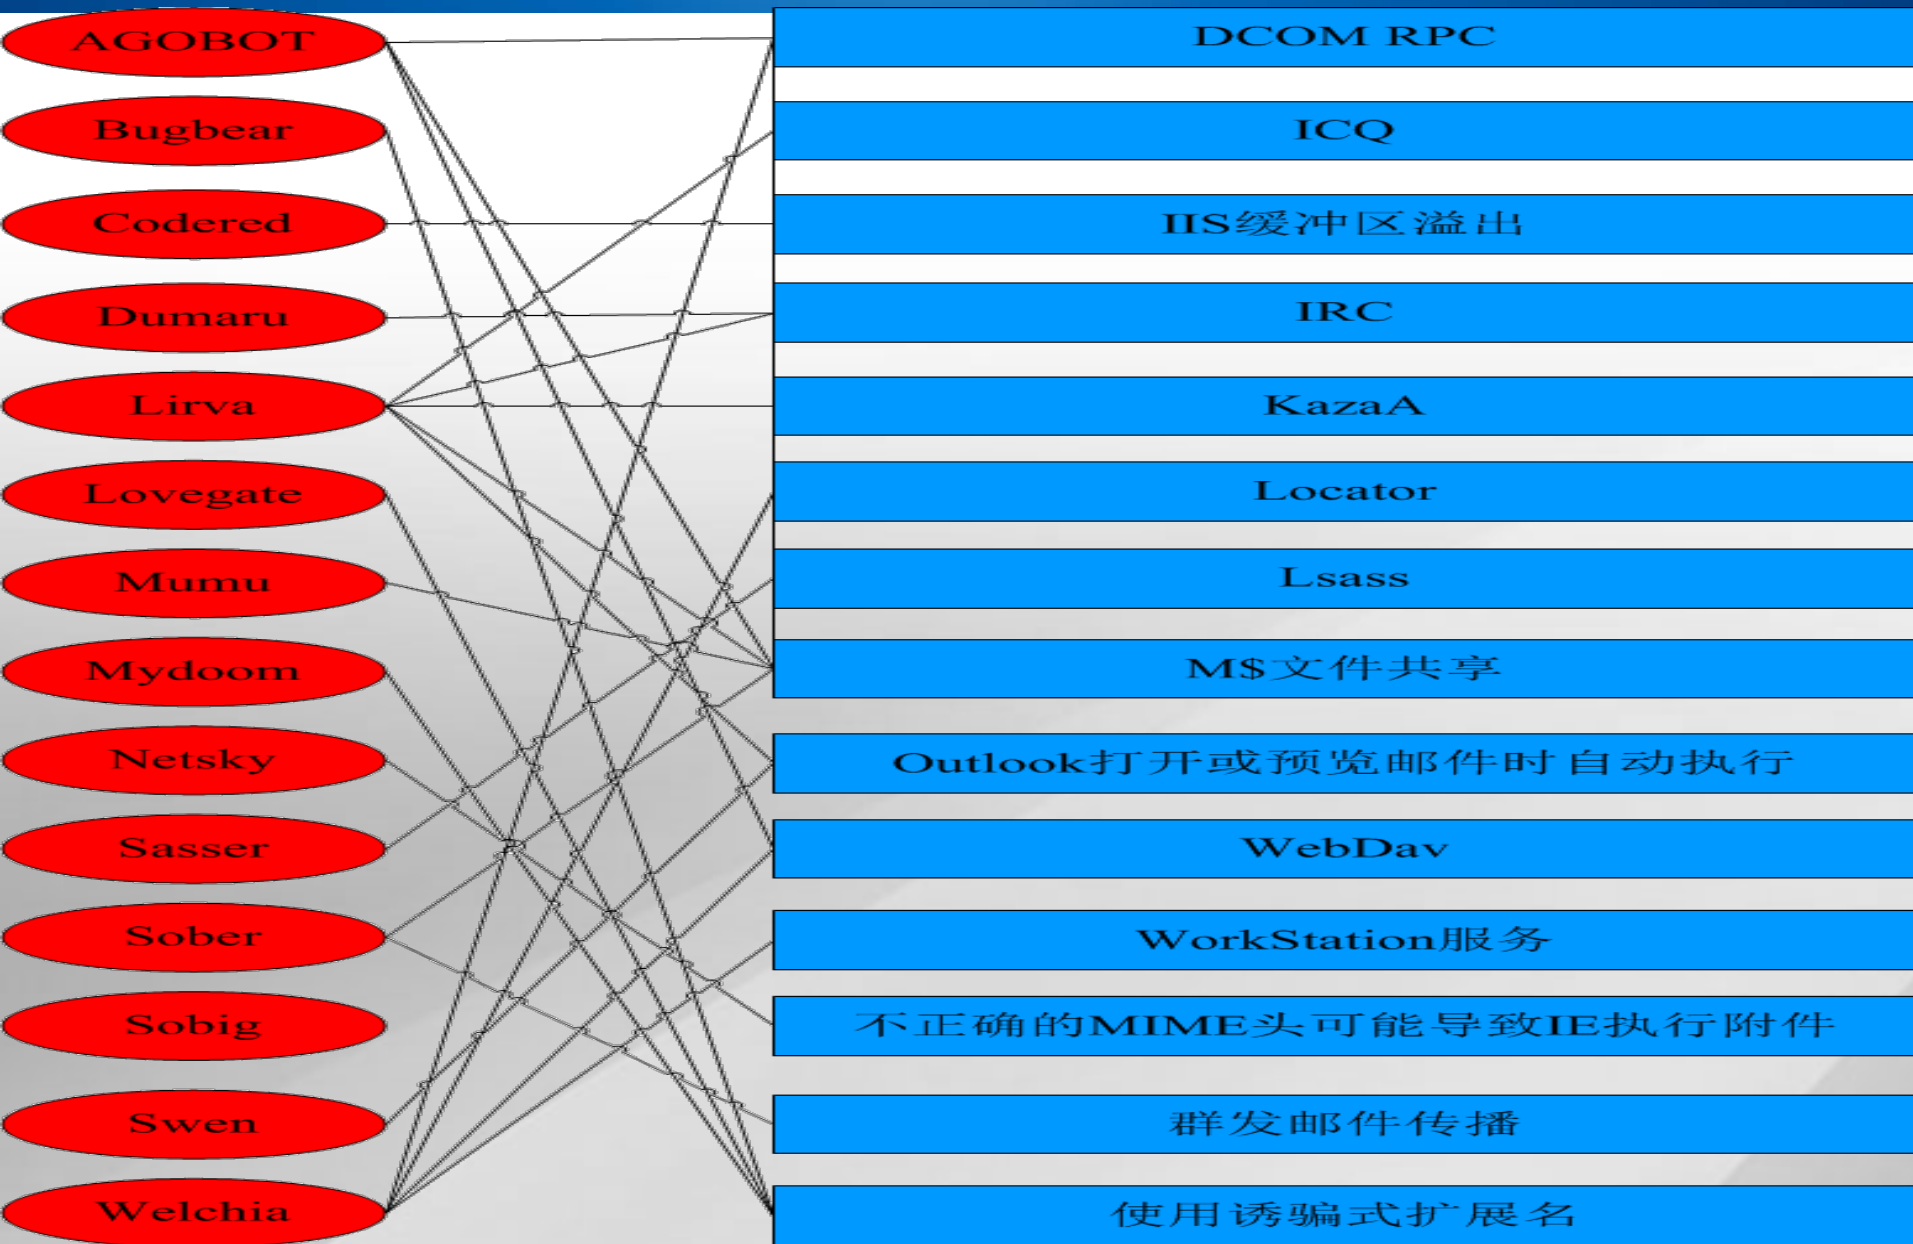 AGOBOT
Bugbear
Codered
Dumaru
Lirva
Lovegate
Mumu
Mydoom
Netsky
Sasser
Sober
Sobig
Swen
Welchia
DCOM RPC
ICQ
IIS缓冲区溢出
IRC
KazaA
Locator
Lsass
M$文件共享
Outlook打开或预览邮件时自动执行
WebDav
WorkStation服务
不正确的MIME头可能导致IE执行附件
群发邮件传播
使用诱骗式扩展名